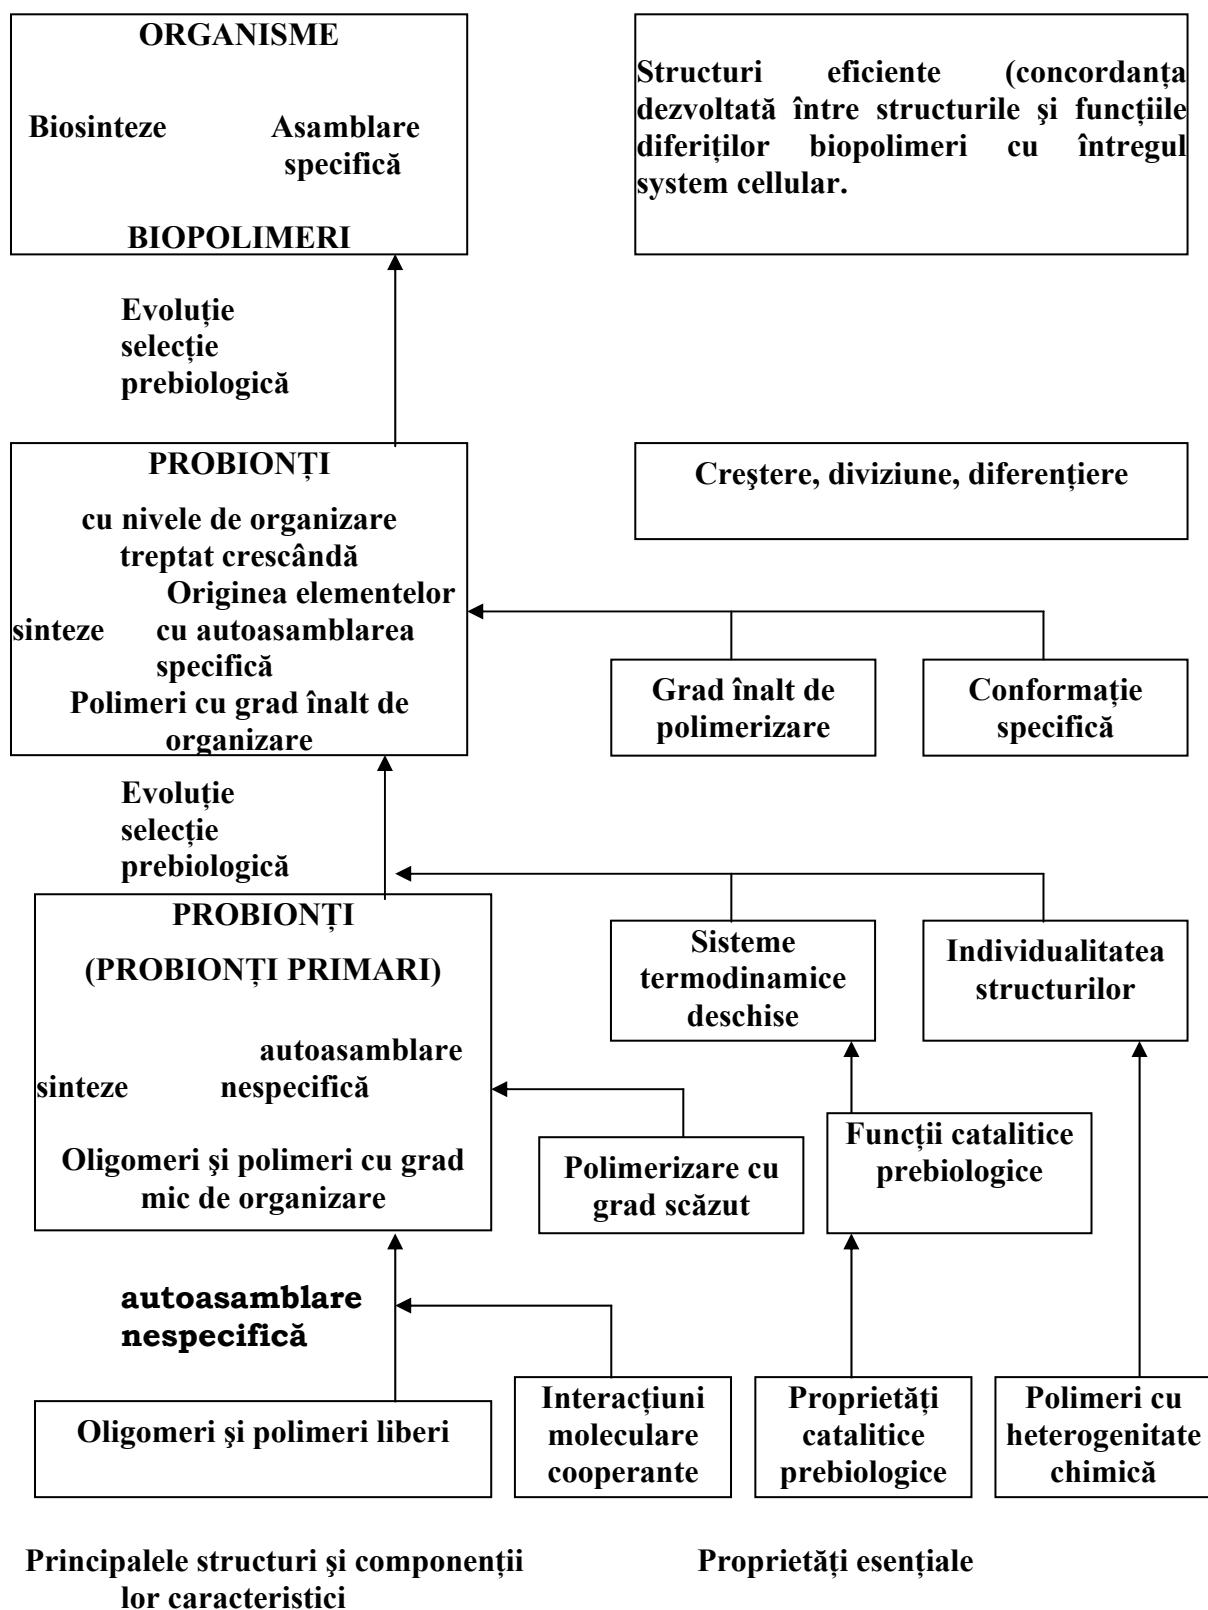 ORGANISME
Biosinteze Asamblare
specifică
BIOPOLIMERI
Structuri eficiente (concordanța
dezvoltată între structurile şi funcțiile
diferiților biopolimeri cu întregul
system cellular.
Evoluție
selecție
prebiologică
PROBIONȚI
cu nivele de organizare
treptat crescândă
Originea elementelor
sinteze cu autoasamblarea
specifică
Polimeri cu grad înalt de
organizare
Creştere, diviziune, diferențiere
Grad înalt de
polimerizare
Conformație
specifică
Evoluție
selecție
prebiologică
PROBIONȚI
(PROBIONȚI PRIMARI)
autoasamblare
sinteze nespecifică
Oligomeri şi polimeri cu grad
mic de organizare
Sisteme
termodinamice
deschise
Individualitatea
structurilor
Polimerizare cu
grad scăzut
Funcții catalitice
prebiologice
autoasamblare
nespecifică
Oligomeri şi polimeri liberi
Interacțiuni
moleculare
cooperante
Proprietăți
catalitice
prebiologice
Polimeri cu
heterogenitate
chimică
Principalele structuri şi componenții
lor caracteristici
Proprietăți esențiale